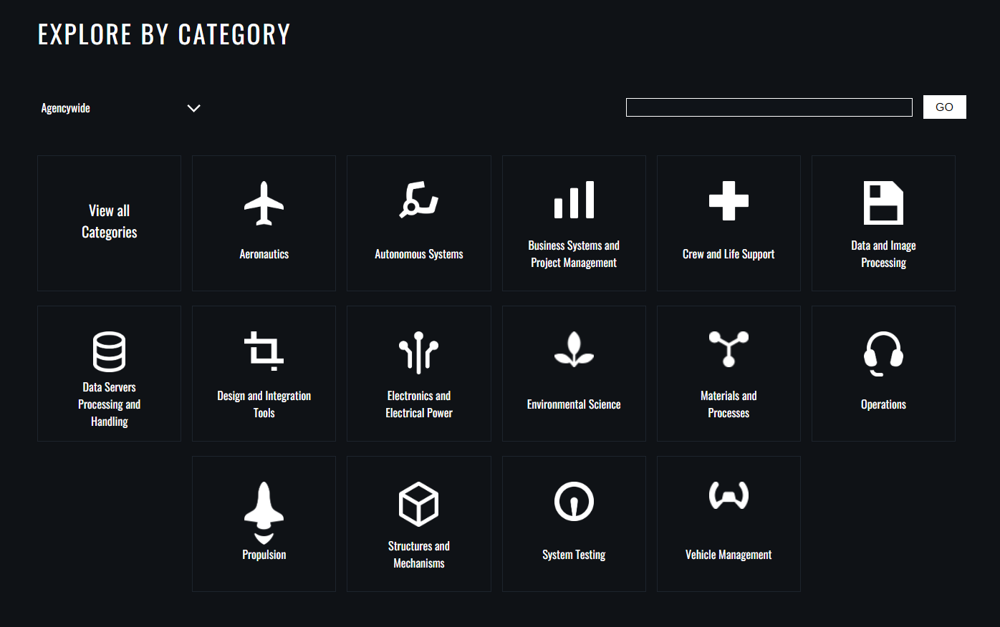 EXPLORE BY CATEGORY
Agencywide
GO
View all
Categories
Aeronautics
Autonomous Systems
Business Systems and
Project Management
Crew and Life Support
Data and Image
Processing
Data Servers
Processing and
Handling
Design and Integration
Tools
Electronics and
Electrical Power
Environmental Science
Materials and
Processes
Operations
Propulsion
Structures and
Mechanisms
System Testing
Vehicle Management